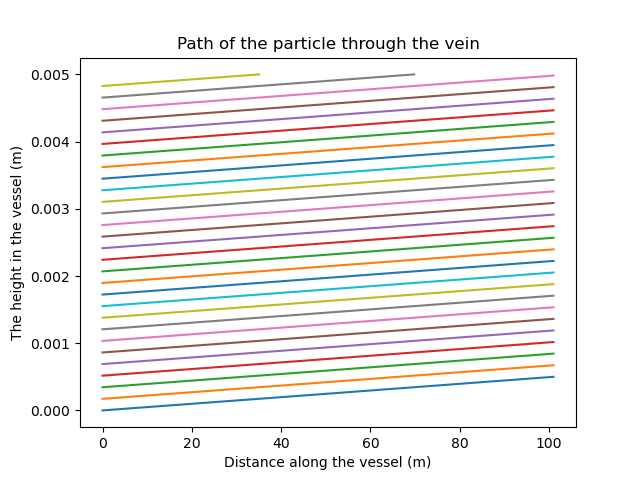 Path of the particle through the vein
The height in the vessel (m)
0.005
0.004
0.003
0.002
0.001
0.000
0 20 40 60 80 100
Distance along the vessel (m)